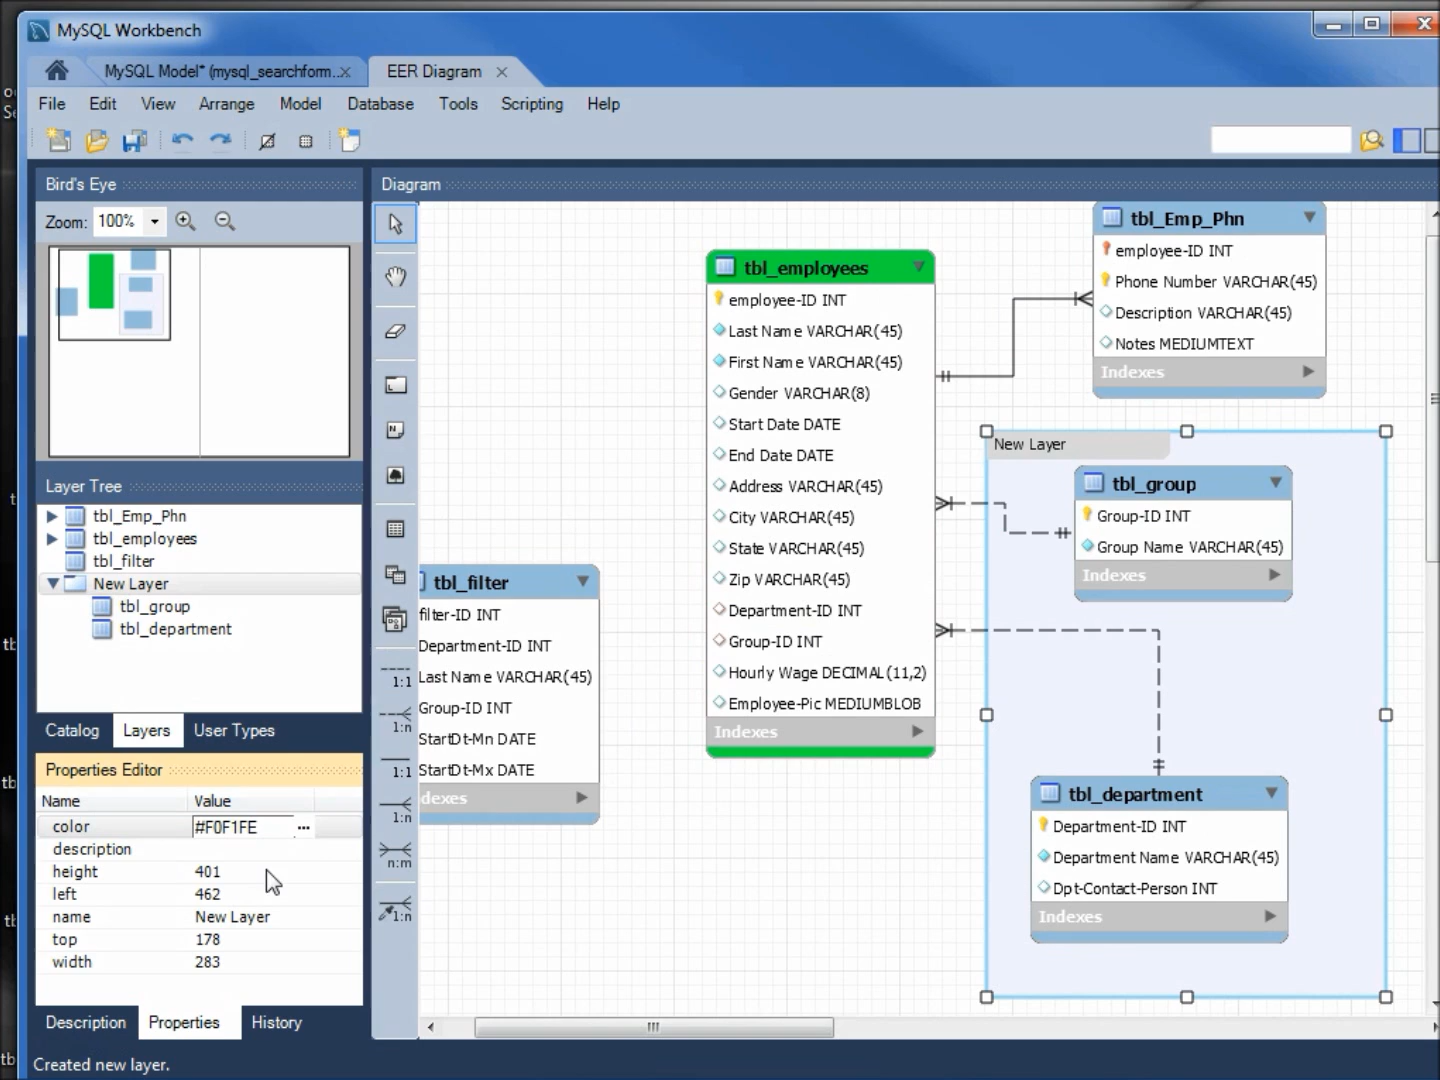 MySQL Workbench
MySQL Model* (mysql_searchform...
EER Diagram
File Edit View Arrange Model Database Tools Scripting Help
Bird's Eye
Zoom: 100%
Layer Tree
tbl_Emp_Phn
tbl_employees
tbl_filter
New Layer
tbl_group
tbl_department
Catalog Layers User Types
Properties Editor
Name Value
color #F0F1FE ...
description
height 401
left 462
name New Layer
top 178
width 283
Description Properties History
Created new layer.
Diagram
1:1
1:n
1:1
1:n
n:m
1:n
tbl_filter
filter-ID INT
Department-ID INT
Last Name VARCHAR(45)
Group-ID INT
StartDt-Mn DATE
StartDt-Mx DATE
dexes
tbl_employees
employee-ID INT
Last Name VARCHAR(45)
First Name VARCHAR(45)
Gender VARCHAR(8)
Start Date DATE
End Date DATE
Address VARCHAR(45)
City VARCHAR(45)
State VARCHAR(45)
Zip VARCHAR(45)
Department-ID INT
Group-ID INT
Hourly Wage DECIMAL(11,2)
Employee-Pic MEDIUMBLOB
Indexes
tbl_Emp_Phn
employee-ID INT
Phone Number VARCHAR(45)
Description VARCHAR(45)
Notes MEDIUMTEXT
Indexes
New Layer
tbl_group
Group-ID INT
Group Name VARCHAR(45)
Indexes
tbl_department
Department-ID INT
Department Name VARCHAR(45)
Dpt-Contact-Person INT
Indexes